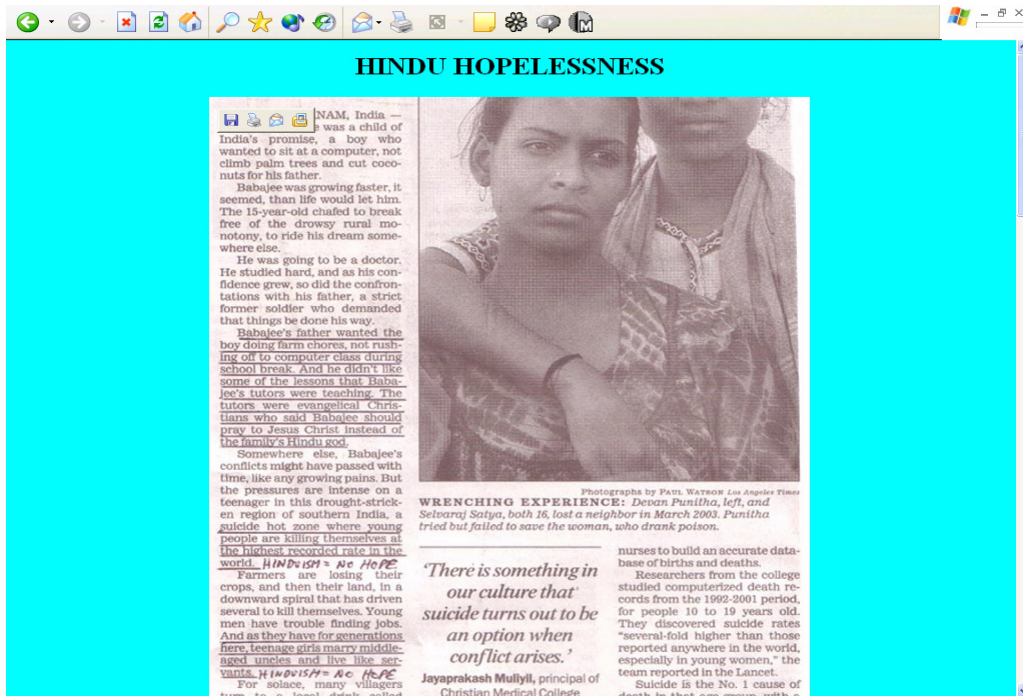 HINDU HOPELESSNESS
NAM, India —
e was a child of
India's promise, a boy who
wanted to sit at a computer, not
climb palm trees and cut coco-
nuts for his father.
Babajee was growing faster, it
seemed, than life would let him.
The 15-year-old chafed to break
free of the drowsy rural mo-
notony, to ride his dream some-
where else.
He was going to be a doctor.
He studied hard, and as his con-
fidence grew, so did the confron-
tations with his father, a strict
former soldier who demanded
that things be done his way.
Babajee's father wanted the
boy doing farm chores, not rush-
ing off to computer class during
school break. And he didn't like
some of the lessons that Baba-
jee's tutors were teaching. The
tutors were evangelical Chris-
tians who said Babajee should
pray to Jesus Christ instead of
the family's Hindu god.
Somewhere else, Babajee's
conflicts might have passed with
time, like any growing pains. But
the pressures are intense on a
teenager in this drought-strick-
en region of southern India, a
suicide hot zone where young
people are killing themselves at
the highest recorded rate in the
world. HINDUISM = NO HOPE
Farmers are losing their
crops, and then their land, in a
downward spiral that has driven
several to kill themselves. Young
men have trouble finding jobs.
And as they have for generations
here, teenage girls marry middle-
aged uncles and live like ser-
vants. HINDUISM = NO HOPE
For solace, many villagers
turn to a local drink called
Photographs by PAUL WATSON Los Angeles Times
WRENCHING EXPERIENCE: Devan Punitha, left, and
Selvaraj Satya, both 16, lost a neighbor in March 2003. Punitha
tried but failed to save the woman, who drank poison.
'There is something in
our culture that
suicide turns out to be
an option when
conflict arises.'
Jayaprakash Muliyil, principal of
Christian Medical College
nurses to build an accurate data-
base of births and deaths.
Researchers from the college
studied computerized death re-
cords from the 1992-2001 period,
for people 10 to 19 years old.
They discovered suicide rates
"several-fold higher than those
reported anywhere in the world,
especially in young women," the
team reported in the Lancet.
Suicide is the No. 1 cause of
death in that age group, with a